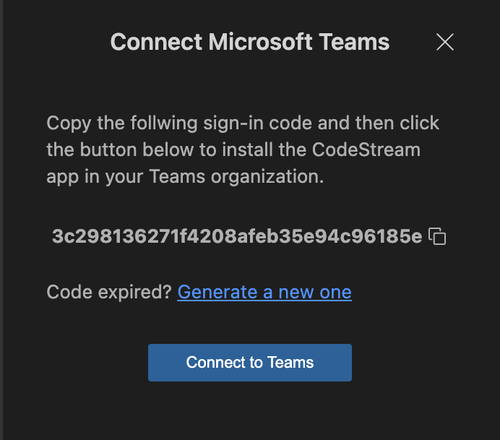 Connect Microsoft Teams
Copy the follwing sign-in code and then click
the button below to install the CodeStream
app in your Teams organization.
3c298136271f4208afeb35e94c96185e
Code expired? Generate a new one
Connect to Teams